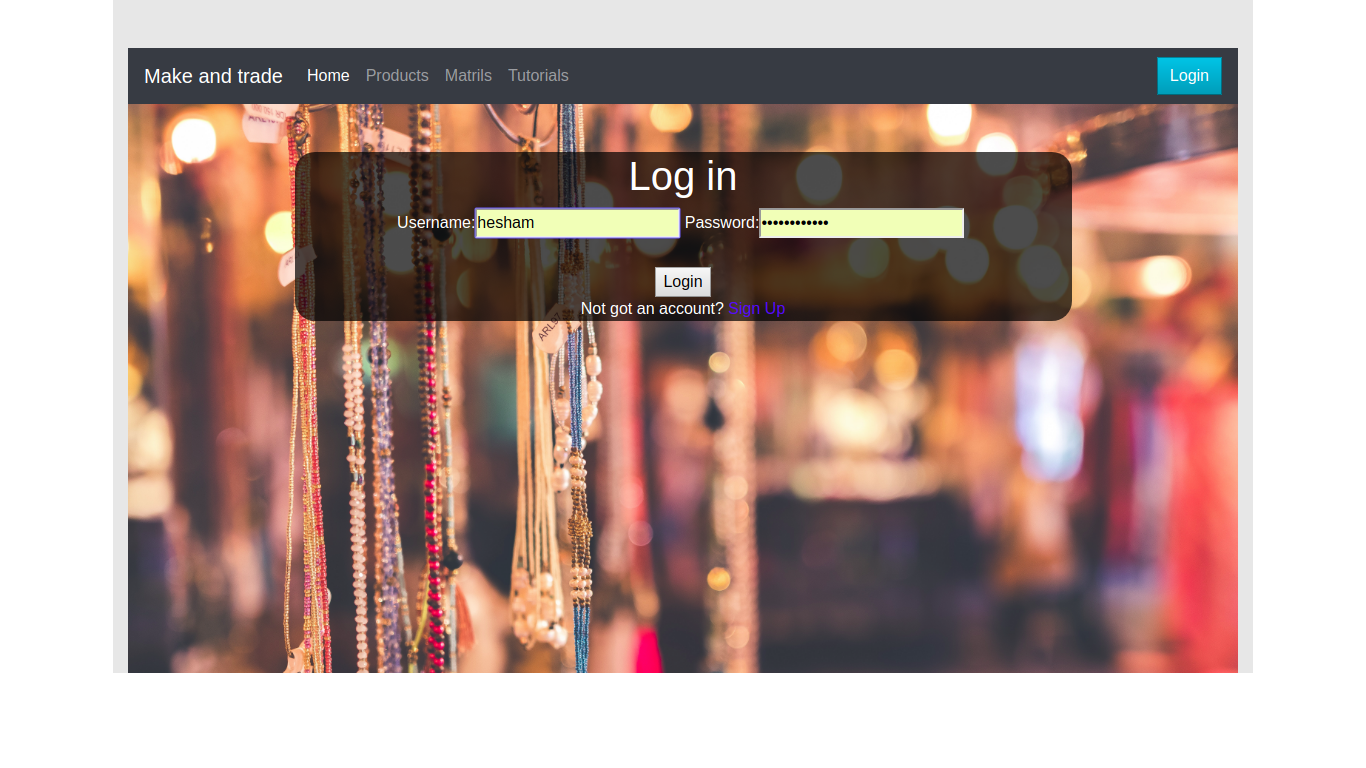 Make and trade Home Products Matrils Tutorials Login
Log in
Username: hesham Password: ••••••••••••
Login
Not got an account? Sign Up
ARL97